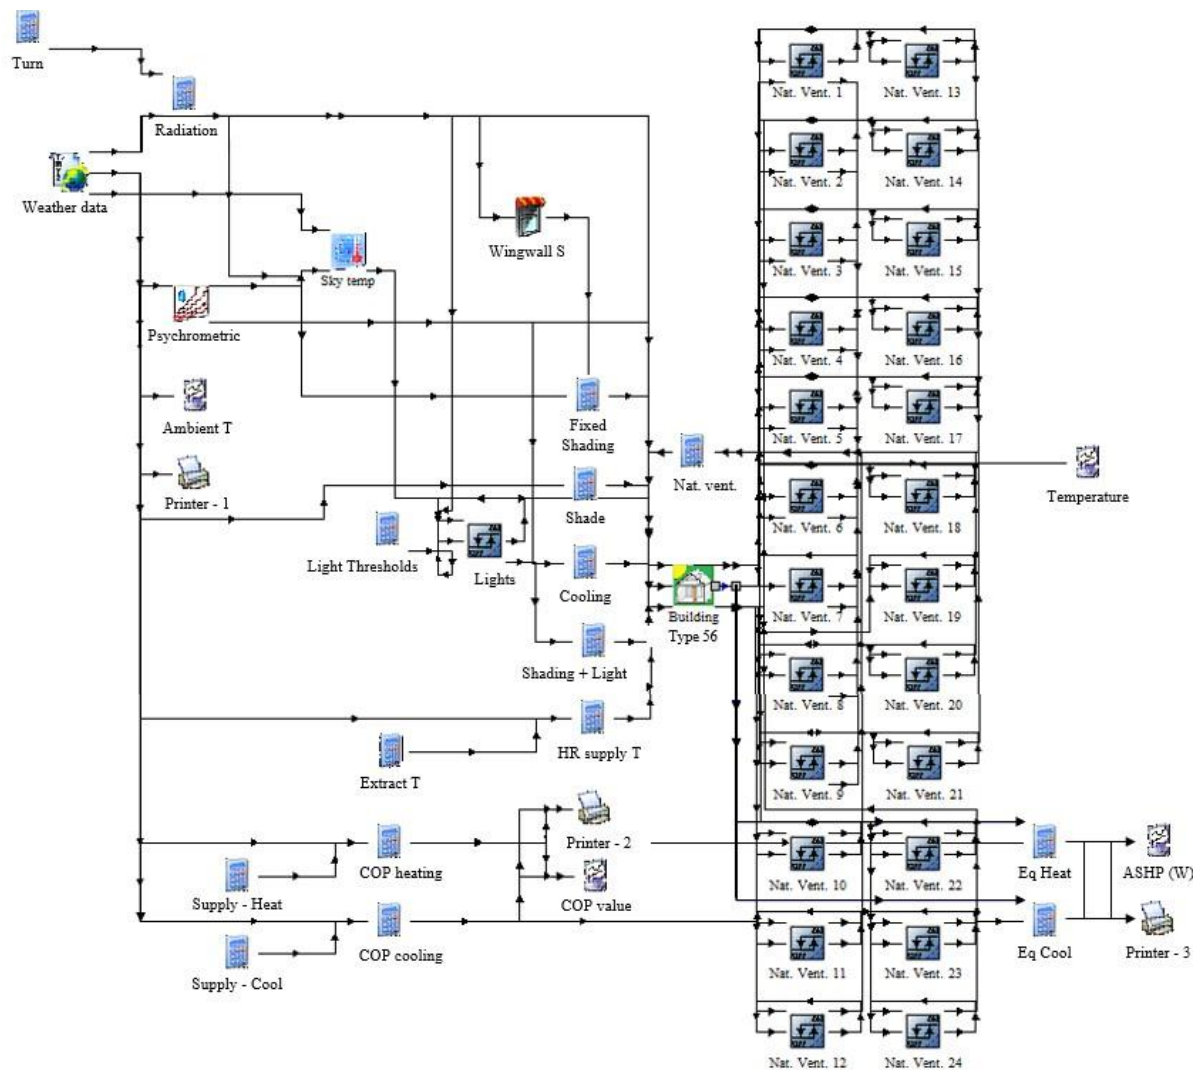 Turn
Radiation
Weather data
Wingwall S
Sky temp
Psychrometric
Ambient T
Printer - 1
Fixed
Shading
Nat. vent.
Temperature
Shade
Light Thresholds
Lights
Cooling
Building
Type 56
Shading + Light
HR supply T
Extract T
Printer - 2
COP heating
Supply - Heat
COP value
COP cooling
Supply - Cool
Nat. Vent. 1
Nat. Vent. 13
Nat. Vent. 2
Nat. Vent. 14
Nat. Vent. 3
Nat. Vent. 15
Nat. Vent. 4
Nat. Vent. 16
Nat. Vent. 5
Nat. Vent. 17
Nat. Vent. 6
Nat. Vent. 18
Nat. Vent. 7
Nat. Vent. 19
Nat. Vent. 8
Nat. Vent. 20
Nat. Vent. 9
Nat. Vent. 21
Nat. Vent. 10
Nat. Vent. 22
Nat. Vent. 11
Nat. Vent. 23
Nat. Vent. 12
Nat. Vent. 24
Eq Heat
ASHP (W)
Eq Cool
Printer - 3